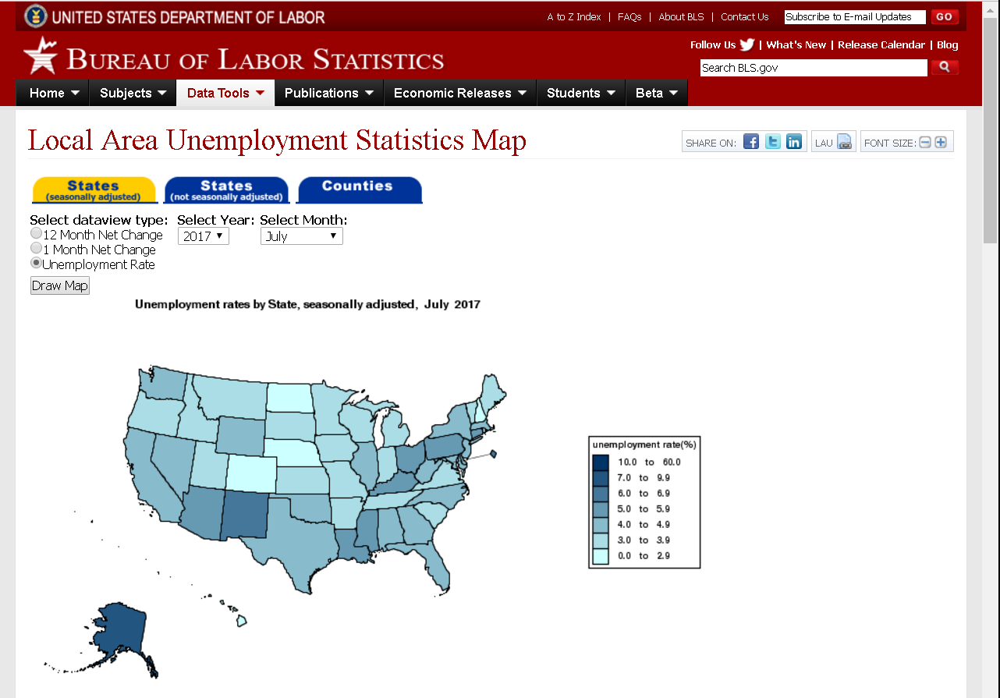 UNITED STATES DEPARTMENT OF LABOR
A to Z Index | FAQs | About BLS | Contact Us
Subscribe to E-mail Updates GO
BUREAU OF LABOR STATISTICS
Follow Us | What's New | Release Calendar | Blog
Search BLS.gov
Home Subjects Data Tools Publications Economic Releases Students Beta
Local Area Unemployment Statistics Map
SHARE ON: LAU FONT SIZE:
States (seasonally adjusted)
States (not seasonally adjusted)
Counties
Select dataview type: Select Year: Select Month:
12 Month Net Change 2017 July
1 Month Net Change
Unemployment Rate
Draw Map
Unemployment rates by State, seasonally adjusted, July 2017
unemployment rate(%)
10.0 to 60.0
7.0 to 9.9
6.0 to 6.9
5.0 to 5.9
4.0 to 4.9
3.0 to 3.9
0.0 to 2.9